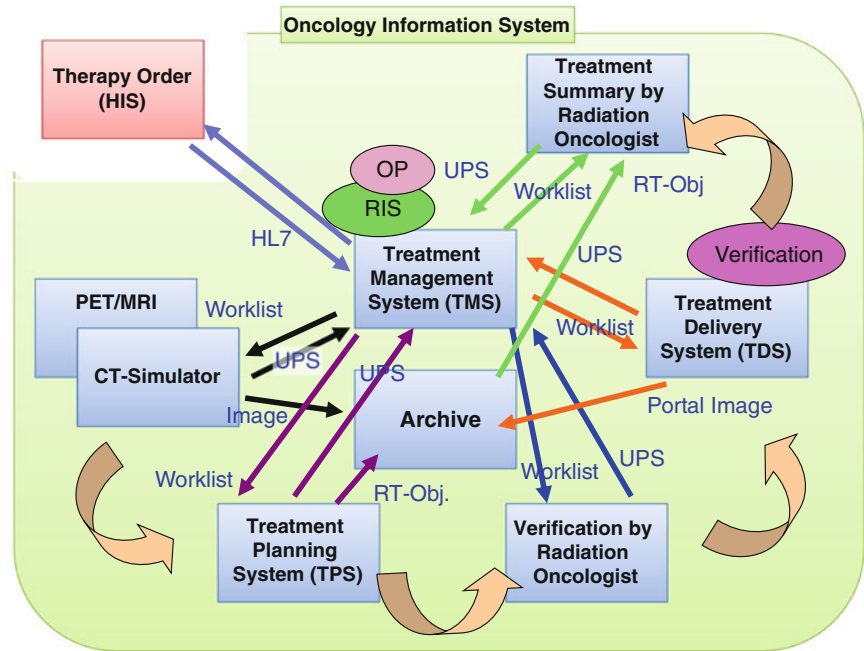 Oncology Information System
Therapy Order
(HIS)
Treatment
Summary by
Radiation
Oncologist
OP
RIS
UPS
Worklist
RT-Obj
HL7
Verification
Treatment
Management
System (TMS)
UPS
PET/MRI
Worklist
Worklist
Treatment
Delivery
System (TDS)
CT-Simulator
UPS
UPS
Image
Archive
Portal Image
Worklist
RT-Obj.
Worklist
UPS
Treatment
Planning
System (TPS)
Verification by
Radiation
Oncologist